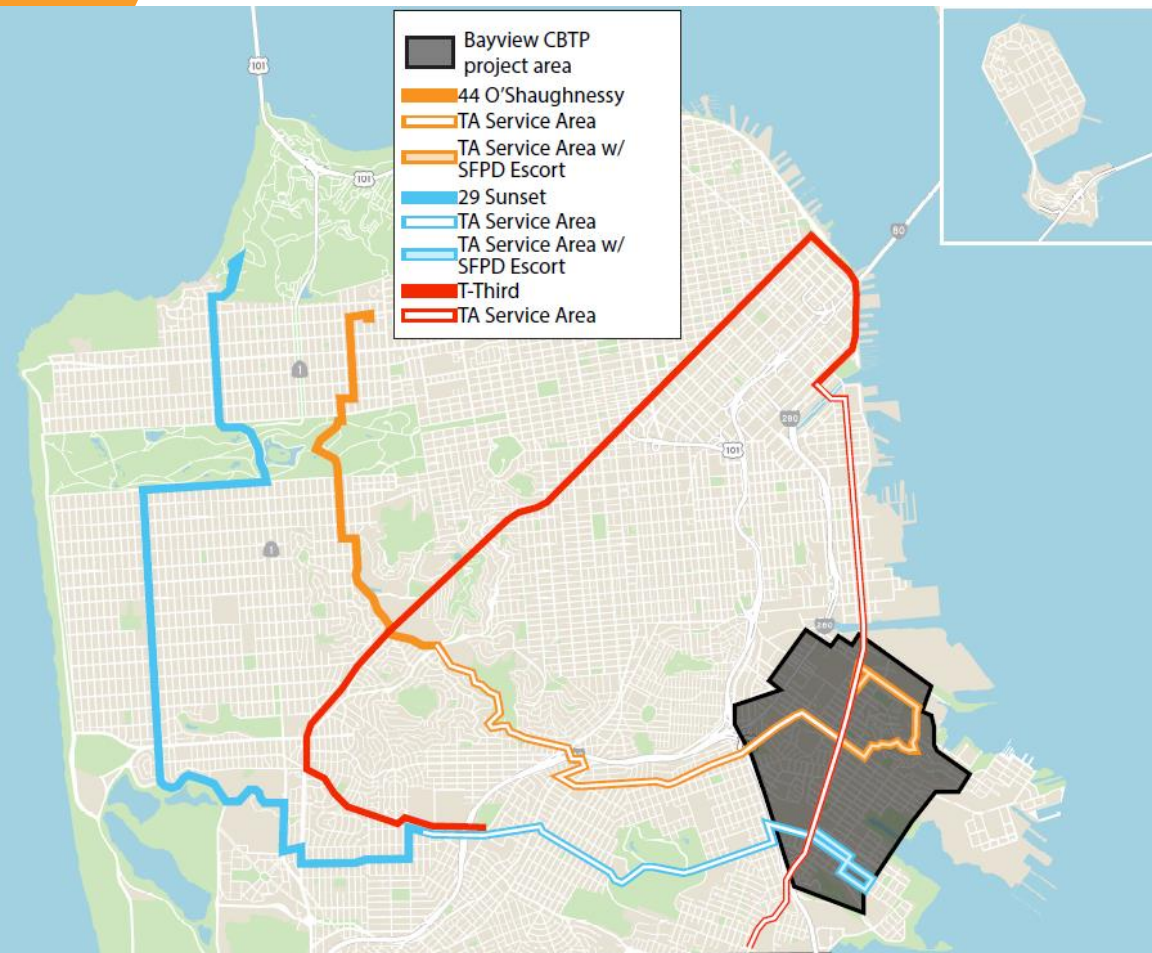 Bayview CBTP
project area
44 O'Shaughnessy
TA Service Area
TA Service Area w/
SFPD Escort
29 Sunset
TA Service Area
TA Service Area w/
SFPD Escort
T-Third
TA Service Area
101
101
80
1
280
101
1
280